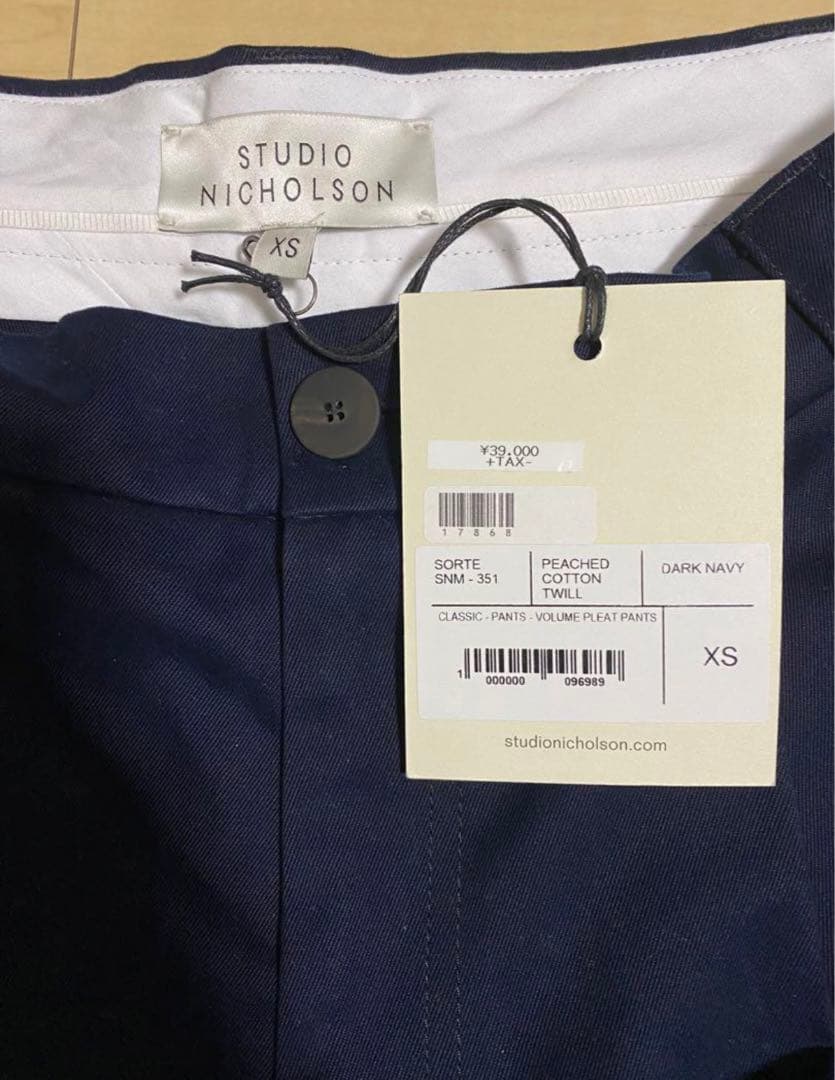 STUDIO
NICHOLSON
XS
¥39.000
+TAX-
17868
SORTE
SNM - 351
PEACHED
COTTON
TWILL
DARK NAVY
CLASSIC - PANTS - VOLUME PLEAT PANTS
XS
1 000000 096989
studionicholson.com